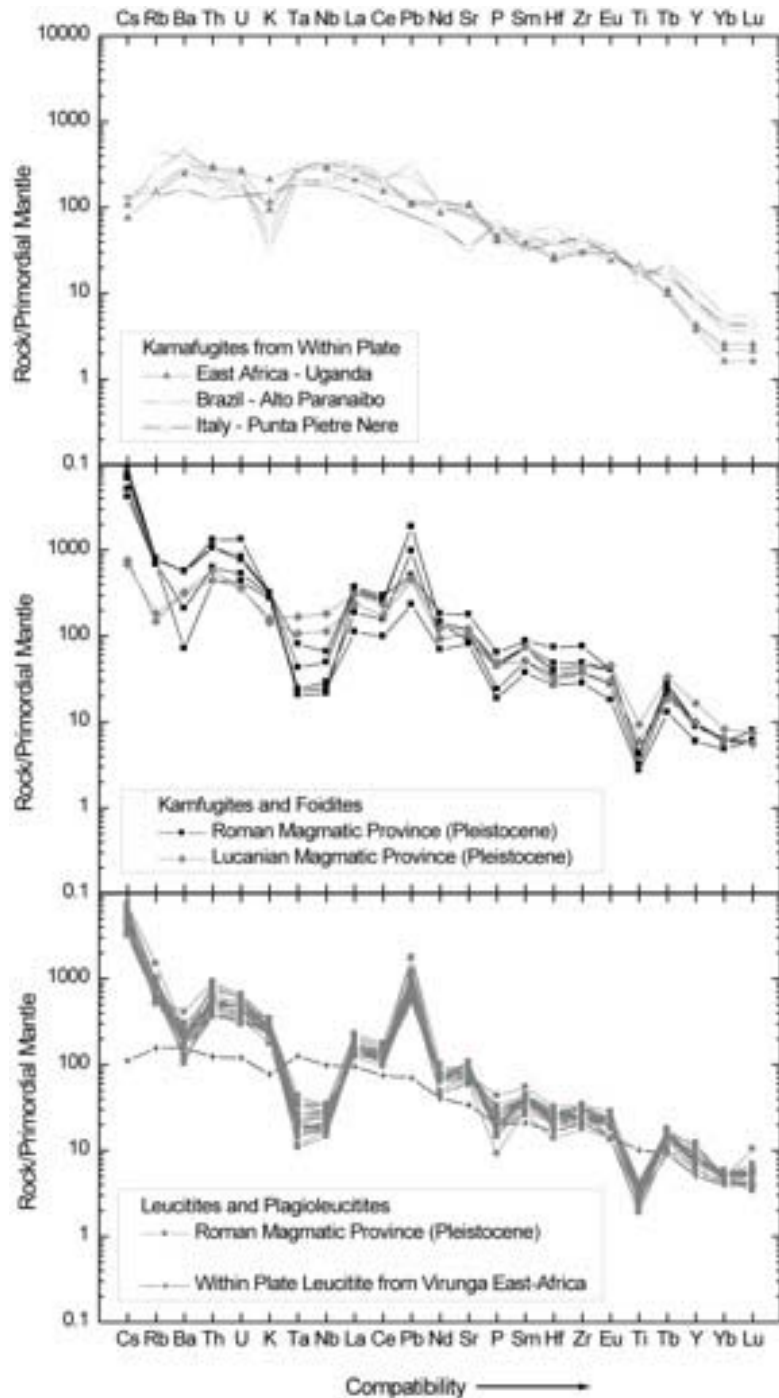 Cs Rb Ba Th U K Ta Nb La Ce Pb Nd Sr P Sm Hf Zr Eu Ti Tb Y Yb Lu
10000
1000
100
10
1
0.1
Rock/Primordial Mantle
Kamafugites from Within Plate
East Africa - Uganda
Brazil - Alto Paranaibo
Italy - Punta Pietre Nere
1000
100
10
1
0.1
Rock/Primordial Mantle
Kamfugites and Foidites
Roman Magmatic Province (Pleistocene)
Lucanian Magmatic Province (Pleistocene)
1000
100
10
1
0.1
Rock/Primordial Mantle
Leucitites and Plagioleucitites
Roman Magmatic Province (Pleistocene)
Within Plate Leucitite from Virunga East-Africa
Cs Rb Ba Th U K Ta Nb La Ce Pb Nd Sr P Sm Hf Zr Eu Ti Tb Y Yb Lu
Compatibility